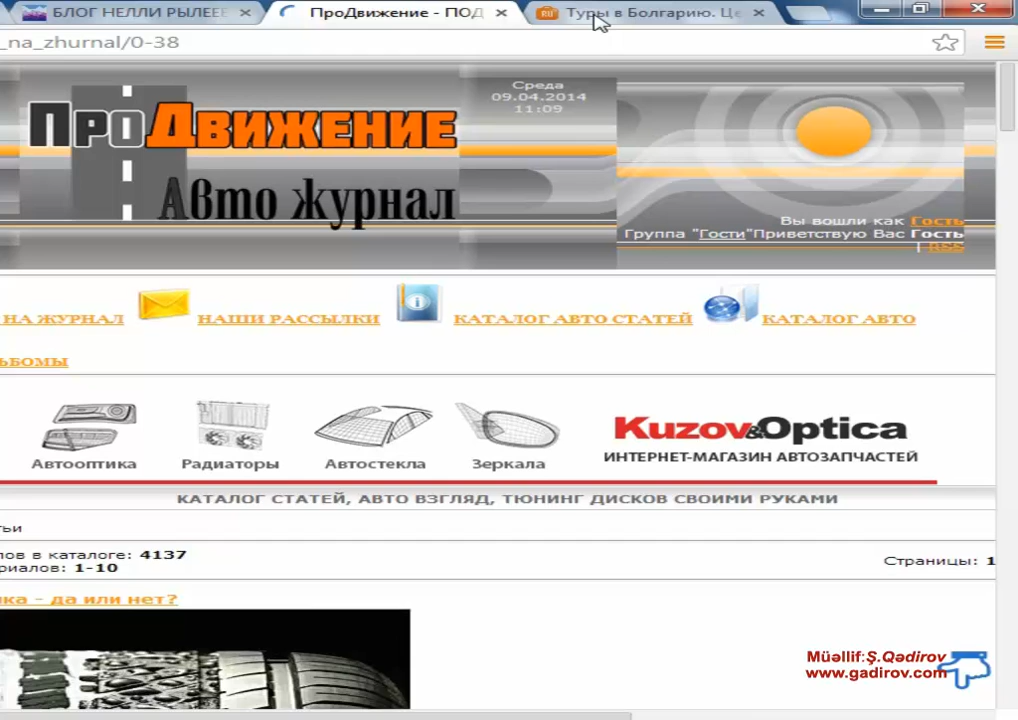 БЛОГ НЕЛЛИ РЫЛЕЕ
ПроДвижение - ПОД
Туры в Болгарию. Це
_na_zhurnal/0-38
ПроДвижение
Авто журнал
Среда
09.04.2014
11:09
Вы вошли как Гость
Группа "Гости"Приветствую Вас Гость
| RSS
НА ЖУРНАЛ
НАШИ РАССЫЛКИ
КАТАЛОГ АВТО СТАТЕЙ
КАТАЛОГ АВТО
ЬБОМЫ
Автооптика
Радиаторы
Автостекла
Зеркала
Kuzov&Optica
ИНТЕРНЕТ-МАГАЗИН АВТОЗАПЧАСТЕЙ
КАТАЛОГ СТАТЕЙ, АВТО ВЗГЛЯД, ТЮНИНГ ДИСКОВ СВОИМИ РУКАМИ
тьи
лов в каталоге: 4137
риалов: 1-10
Страницы: 1
ка - да или нет?
Müəllif:Ş.Qədirov
www.gadirov.com